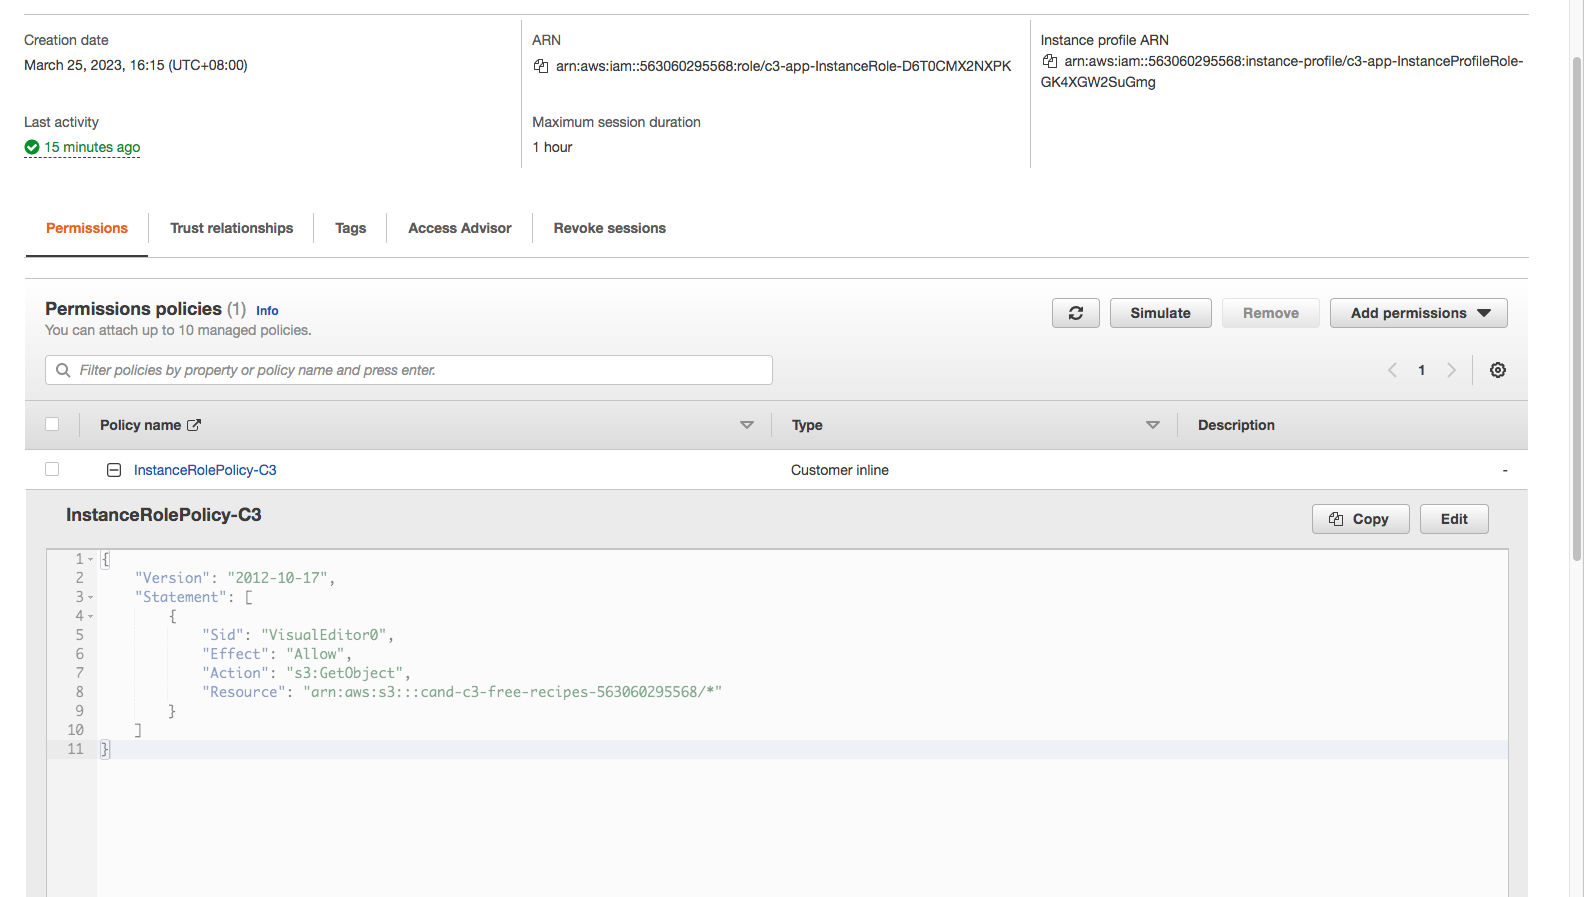 Creation date
March 25, 2023, 16:15 (UTC+08:00)
ARN
arn:aws:iam::563060295568:role/c3-app-InstanceRole-D6T0CMX2NXPK
Instance profile ARN
arn:aws:iam::563060295568:instance-profile/c3-app-InstanceProfileRole-
GK4XGW2SuGmg
Last activity
15 minutes ago
Maximum session duration
1 hour
Permissions
Trust relationships
Tags
Access Advisor
Revoke sessions
Permissions policies (1) Info
You can attach up to 10 managed policies.
Simulate
Remove
Add permissions
Filter policies by property or policy name and press enter.
1
Policy name
Type
Description
InstanceRolePolicy-C3
Customer inline
-
InstanceRolePolicy-C3
Copy
Edit
1 {
2 "Version": "2012-10-17",
3 "Statement": [
4 {
5 "Sid": "VisualEditor0",
6 "Effect": "Allow",
7 "Action": "s3:GetObject",
8 "Resource": "arn:aws:s3:::cand-c3-free-recipes-563060295568/*"
9 }
10 ]
11 }